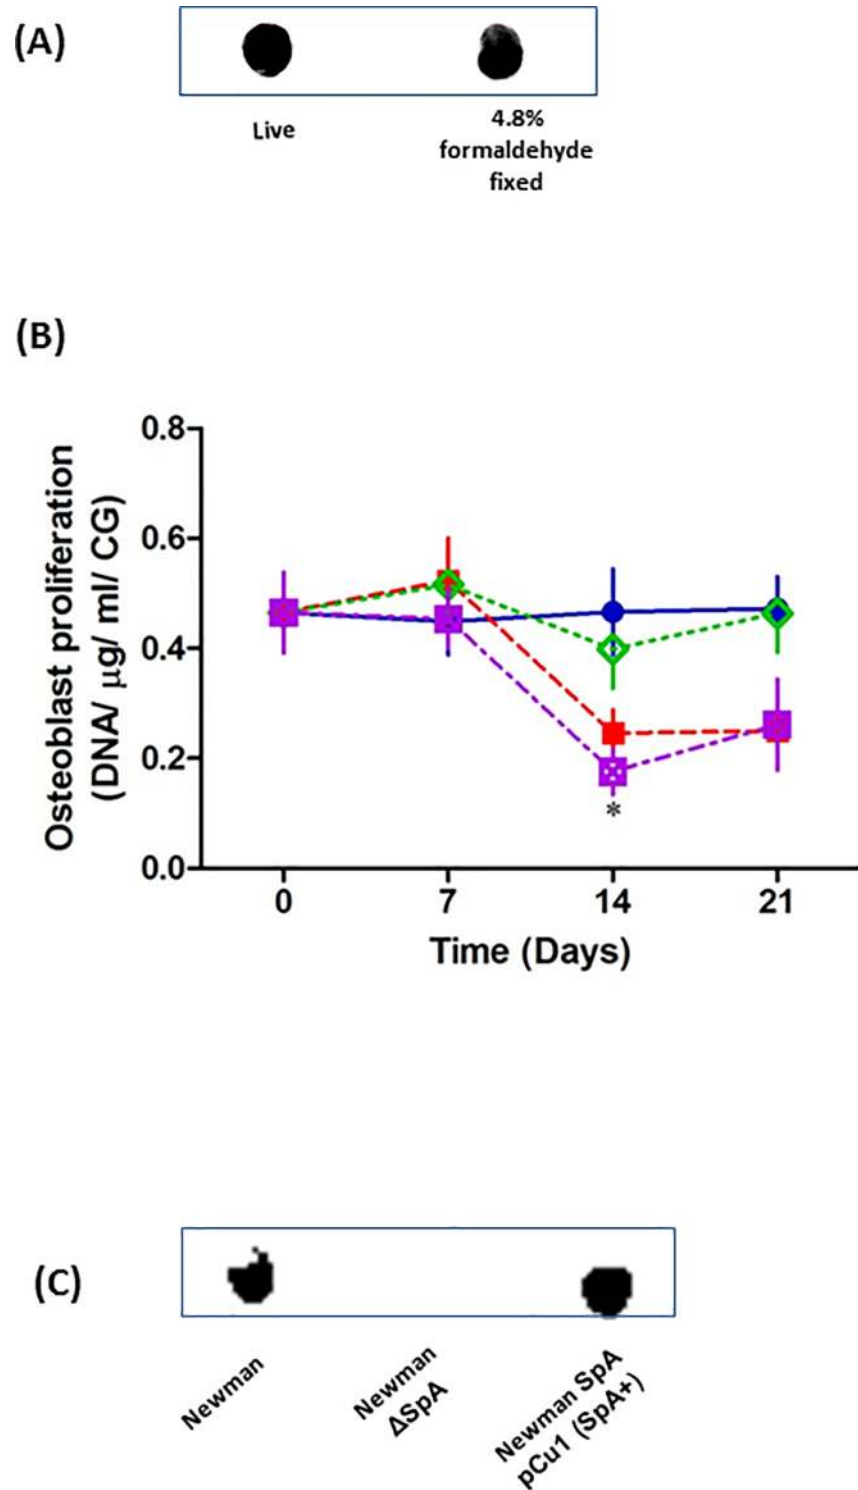 (A)
Live
4.8%
formaldehyde
fixed
(B)
Osteoblast proliferation
(DNA/ μg/ ml/ CG)
0.8
0.6
0.4
0.2
0.0
*
0 7 14 21
Time (Days)
(C)
Newman
Newman
ΔSpA
Newman SpA
pCu1 (SpA+)